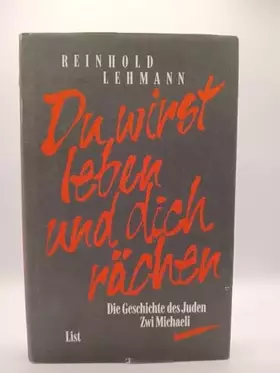 REINHOLD
LEHMANN
Du wirst
leben
und dich
rächen
Die Geschichte des Juden
Zwi Michaeli
List